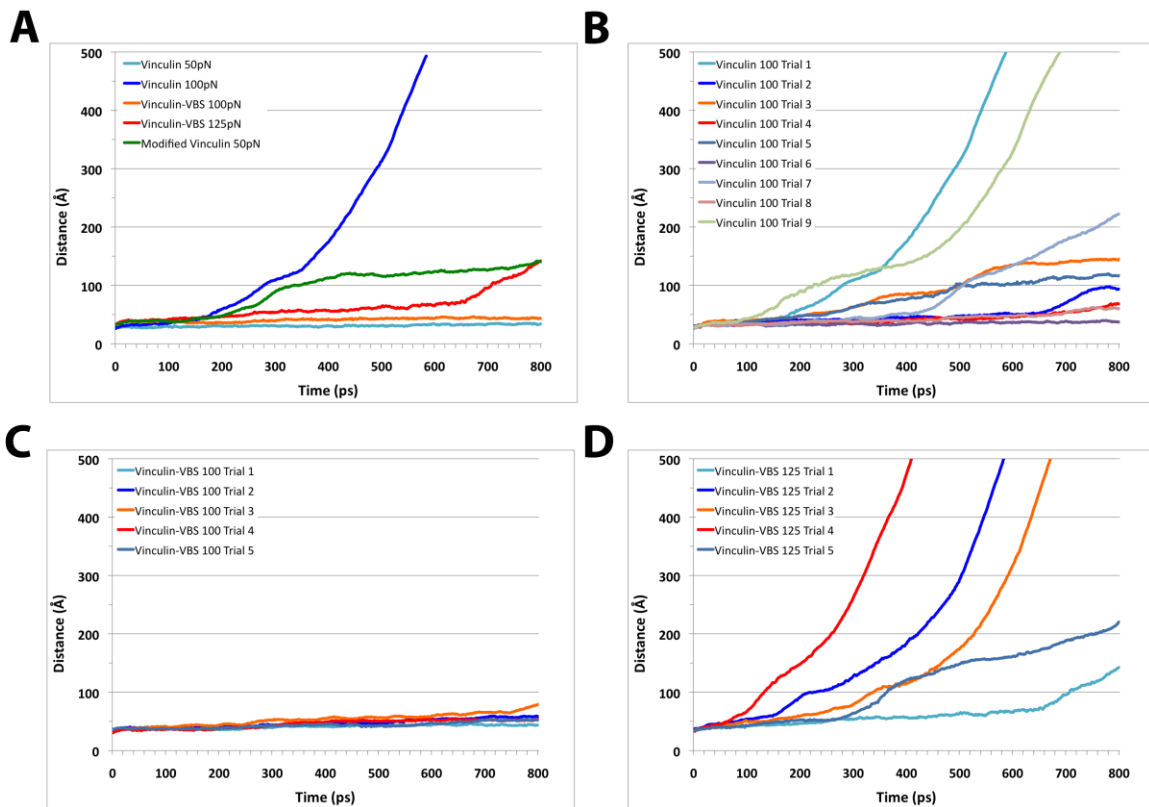 A
500
400
300
200
100
0
Distance (Å)
Vinculin 50pN
Vinculin 100pN
Vinculin-VBS 100pN
Vinculin-VBS 125pN
Modified Vinculin 50pN
0 100 200 300 400 500 600 700 800
Time (ps)
B
500
400
300
200
100
0
Distance (Å)
Vinculin 100 Trial 1
Vinculin 100 Trial 2
Vinculin 100 Trial 3
Vinculin 100 Trial 4
Vinculin 100 Trial 5
Vinculin 100 Trial 6
Vinculin 100 Trial 7
Vinculin 100 Trial 8
Vinculin 100 Trial 9
0 100 200 300 400 500 600 700 800
Time (ps)
C
500
400
300
200
100
0
Distance (Å)
Vinculin-VBS 100 Trial 1
Vinculin-VBS 100 Trial 2
Vinculin-VBS 100 Trial 3
Vinculin-VBS 100 Trial 4
Vinculin-VBS 100 Trial 5
0 100 200 300 400 500 600 700 800
Time (ps)
D
500
400
300
200
100
0
Distance (Å)
Vinculin-VBS 125 Trial 1
Vinculin-VBS 125 Trial 2
Vinculin-VBS 125 Trial 3
Vinculin-VBS 125 Trial 4
Vinculin-VBS 125 Trial 5
0 100 200 300 400 500 600 700 800
Time (ps)